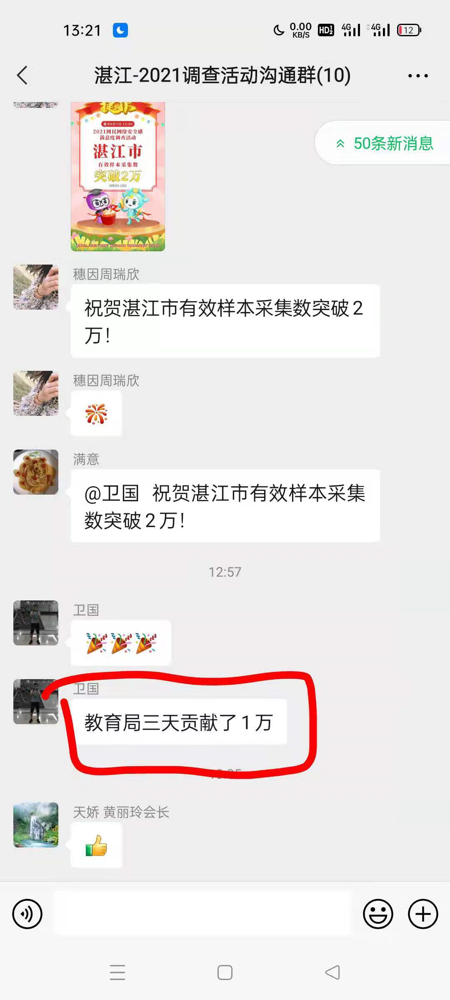 13:21
0.00
KB/S
HD
4G
4G
12
湛江-2021调查活动沟通群(10)
捷报
截至8月7日 12:00
2021网民网络安全感
满意度调查活动
湛江市
有效样本采集数
突破2万
(8月3日-12日)
50条新消息
穗因周瑞欣
祝贺湛江市有效样本采集数突破2
万!
穗因周瑞欣
满意
@卫国 祝贺湛江市有效样本采集
数突破2万!
12:57
卫国
卫国
教育局三天贡献了1万
天娇 黄丽玲会长